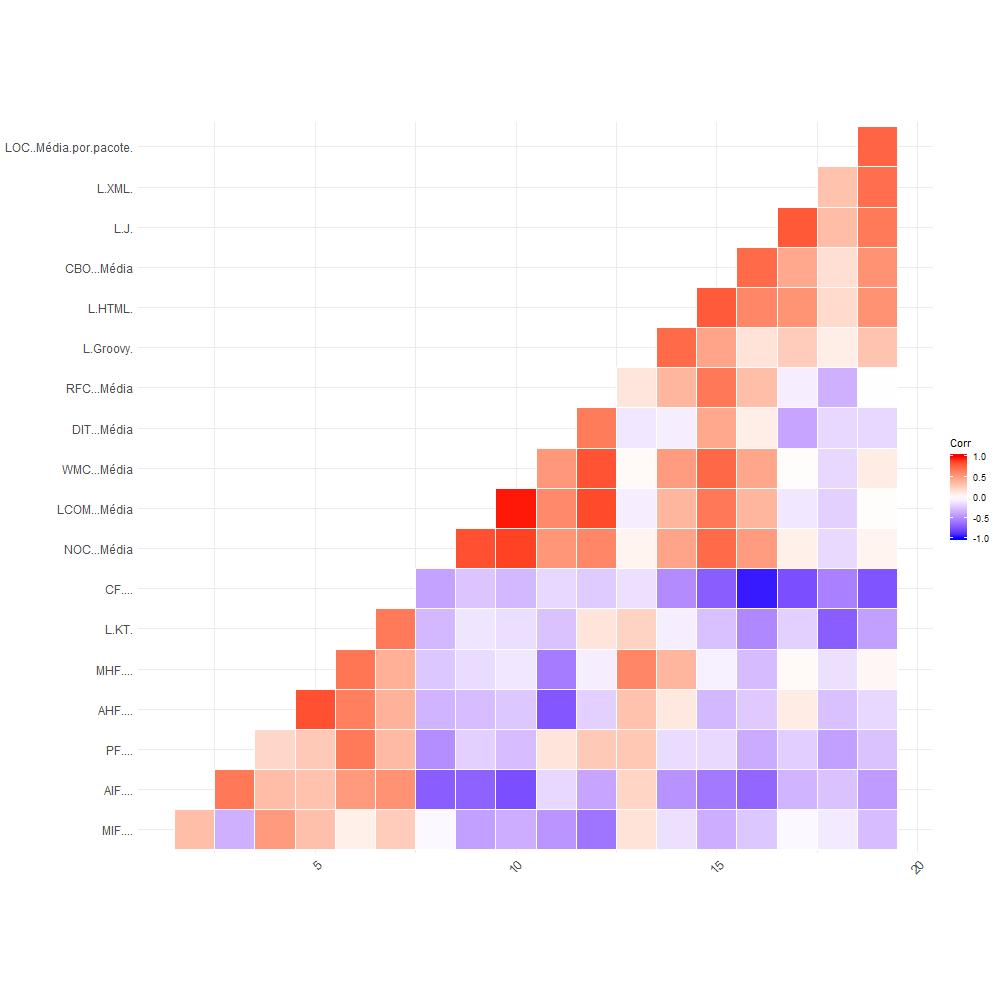 LOC..Média.por.pacote.
L.XML.
L.J.
CBO...Média
L.HTML.
L.Groovy.
RFC...Média
DIT...Média
WMC...Média
LCOM...Média
NOC...Média
CF....
L.KT.
MHF....
AHF....
PF....
AIF....
MIF....
5
10
15
20
Corr
1.0
0.5
0.0
-0.5
-1.0